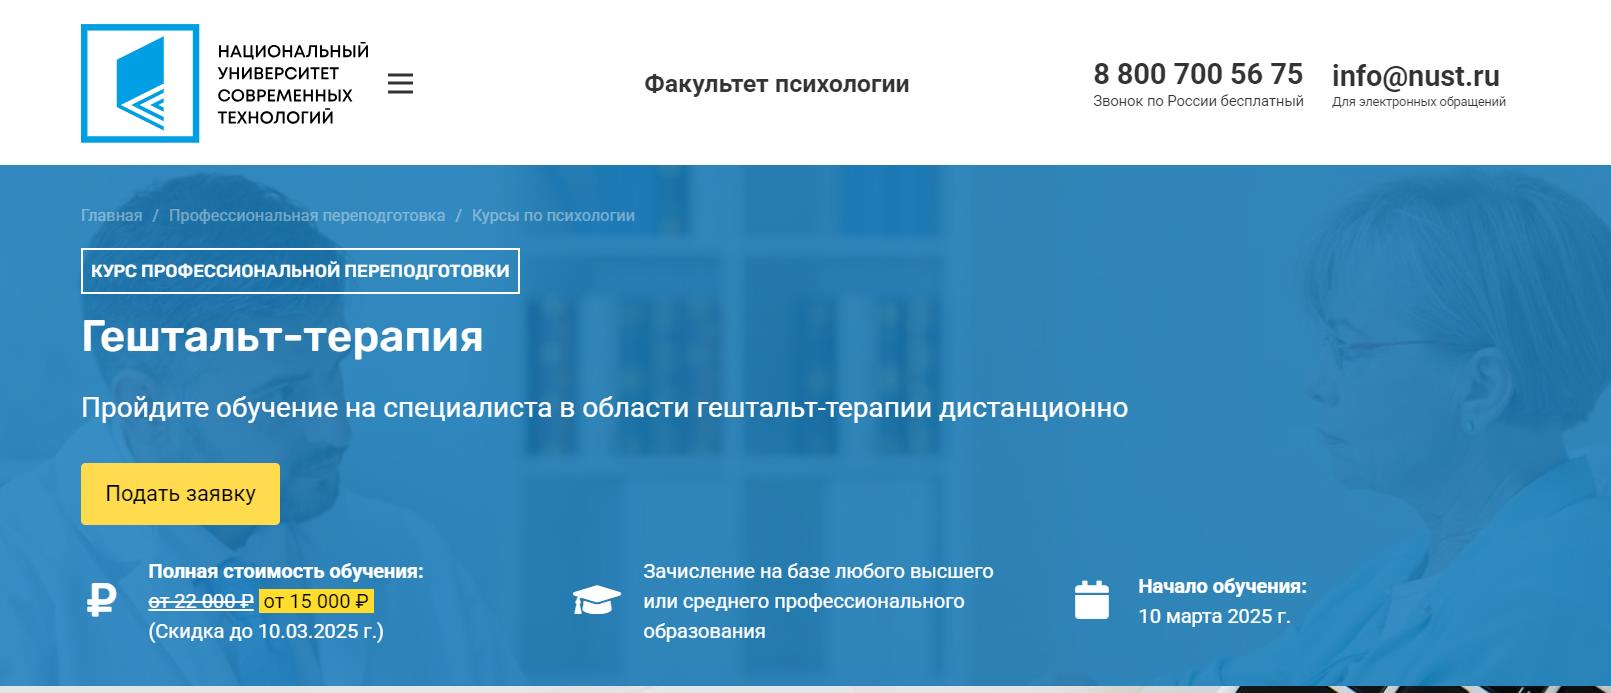 НАЦИОНАЛЬНЫЙ
УНИВЕРСИТЕТ
СОВРЕМЕННЫХ
ТЕХНОЛОГИЙ
Факультет психологии
8 800 700 56 75
Звонок по России бесплатный
info@nust.ru
Для электронных обращений
Главная / Профессиональная переподготовка / Курсы по психологии
КУРС ПРОФЕССИОНАЛЬНОЙ ПЕРЕПОДГОТОВКИ
Гештальт-терапия
Пройдите обучение на специалиста в области гештальт-терапии дистанционно
Подать заявку
Полная стоимость обучения:
от 22 000 ₽ от 15 000 ₽
(Скидка до 10.03.2025 г.)
Зачисление на базе любого высшего
или среднего профессионального
образования
Начало обучения:
10 марта 2025 г.